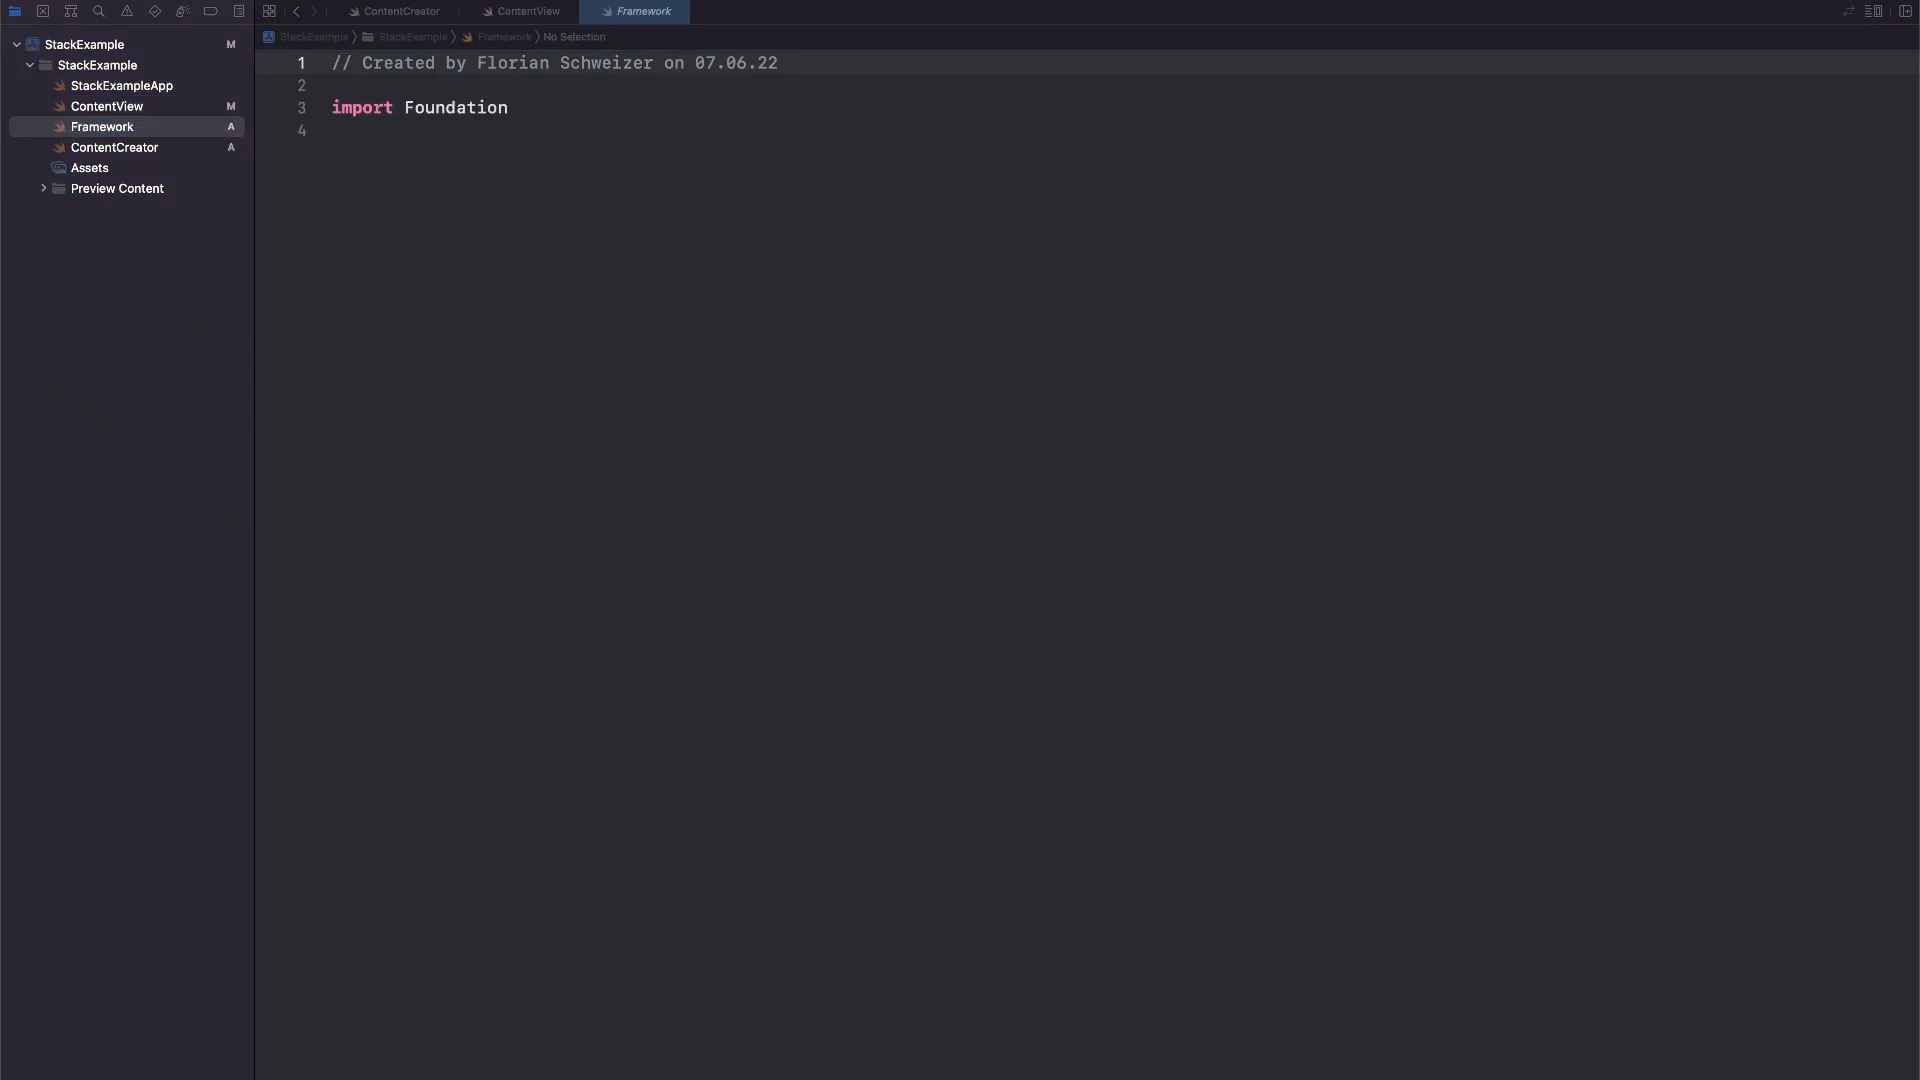 ContentCreator
ContentView
Framework
StackExample M
StackExample
StackExampleApp
ContentView M
Framework A
ContentCreator A
Assets
Preview Content
StackExample 〉 StackExample 〉 Framework 〉 No Selection
1 // Created by Florian Schweizer on 07.06.22
2
3 import Foundation
4